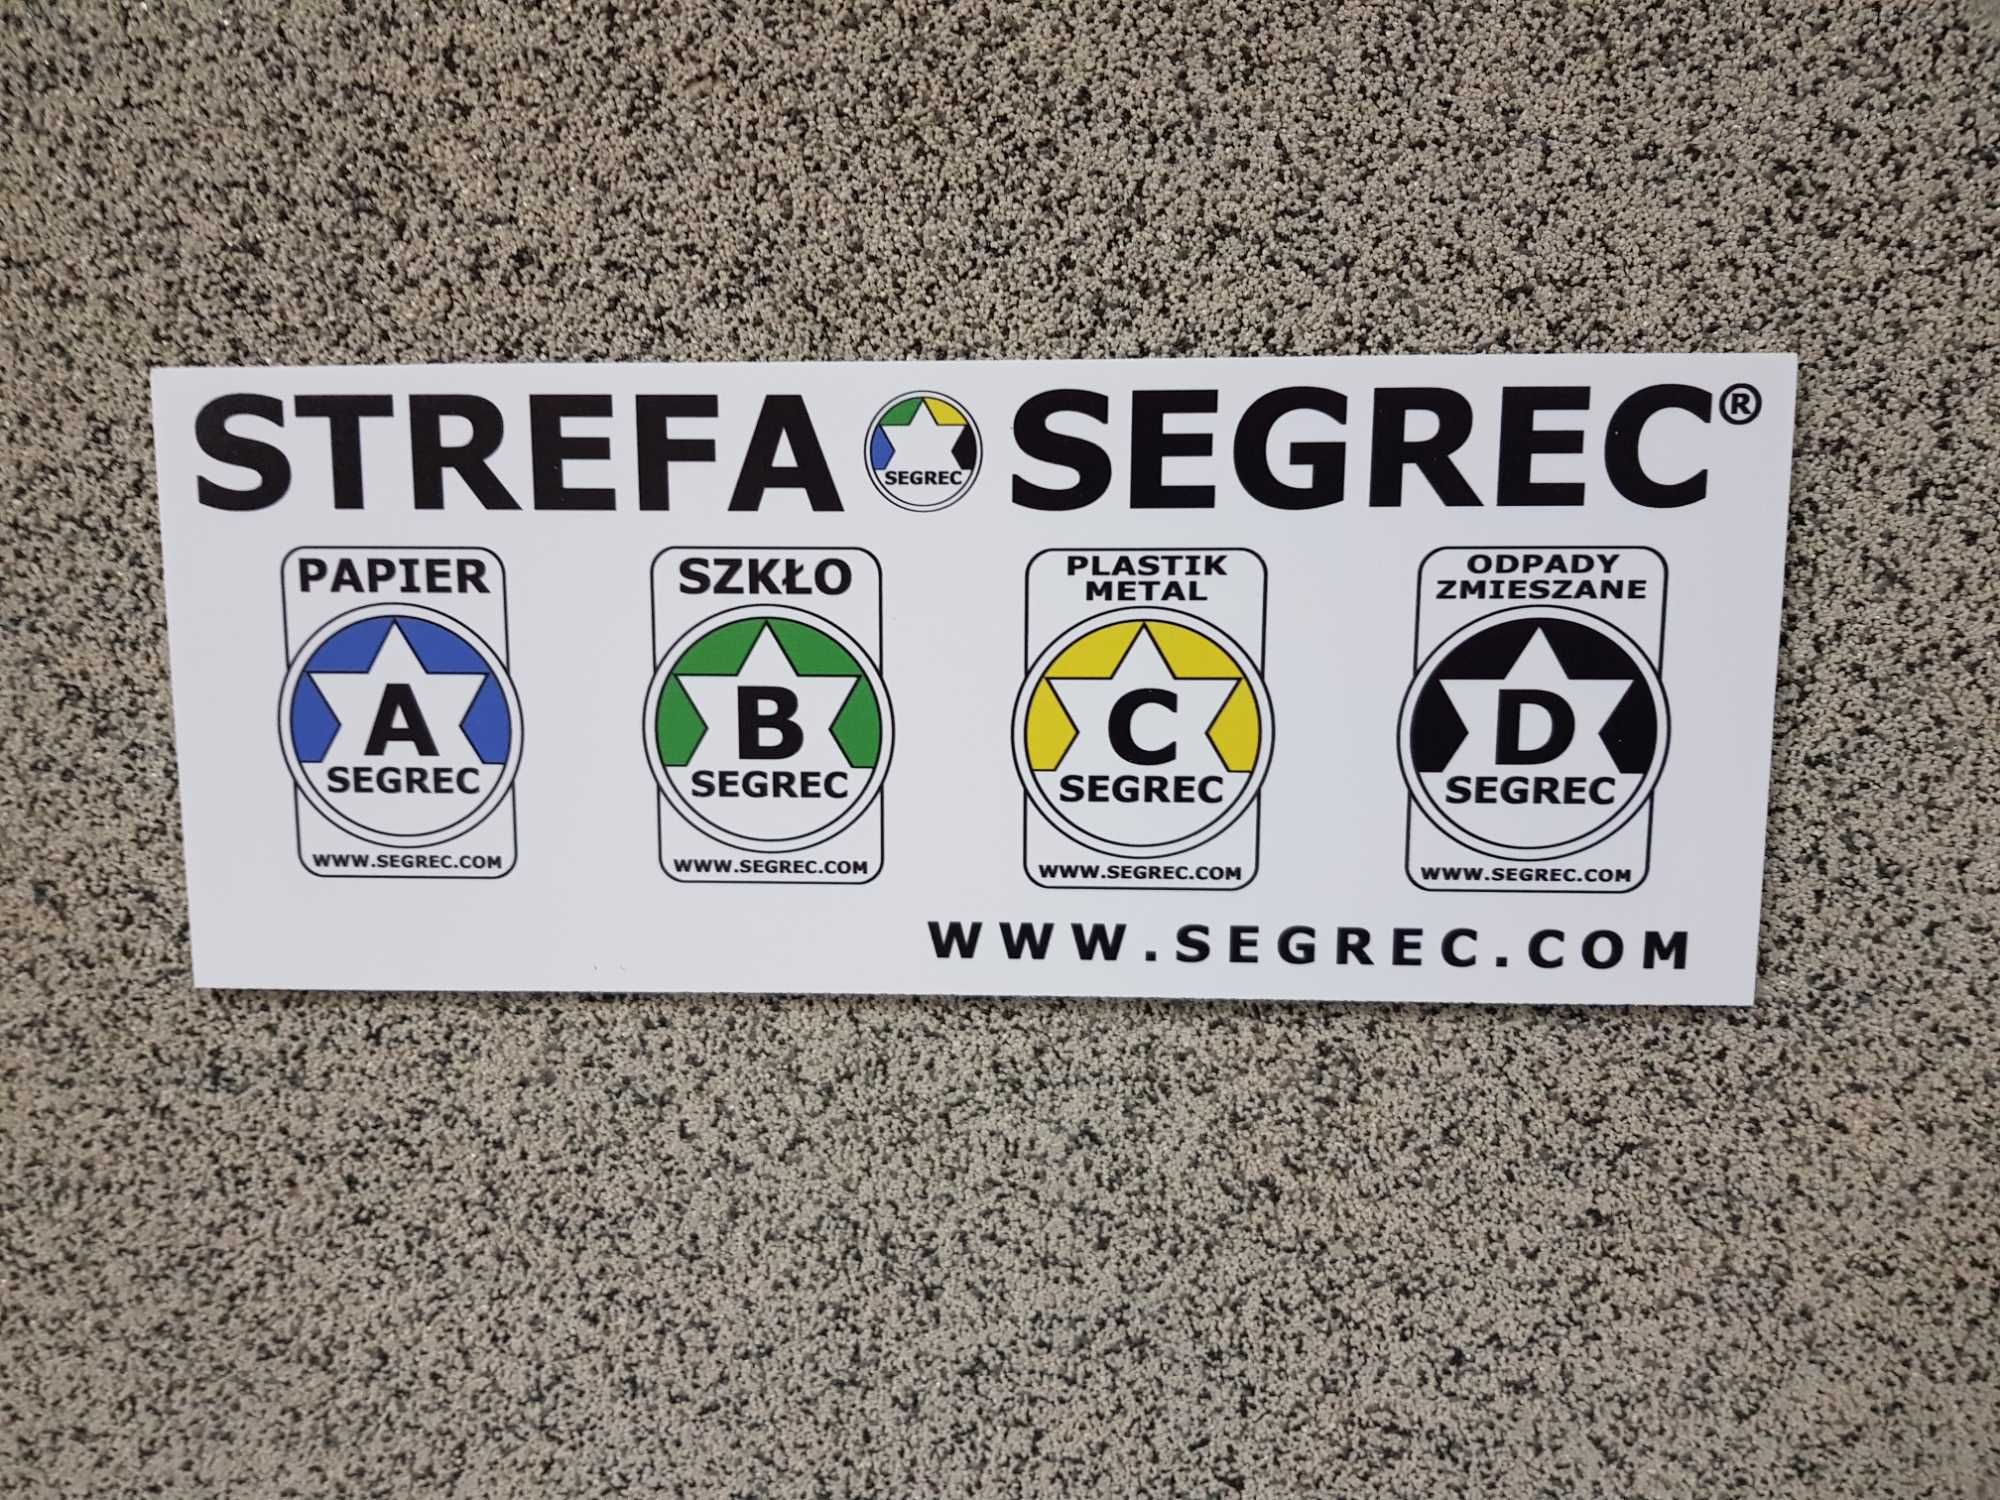 STREFA SEGREC SEGREC®
PAPIER
A
SEGREC
WWW.SEGREC.COM
SZKŁO
B
SEGREC
WWW.SEGREC.COM
PLASTIK
METAL
C
SEGREC
WWW.SEGREC.COM
ODPADY
ZMIESZANE
D
SEGREC
WWW.SEGREC.COM
WWW.SEGREC.COM